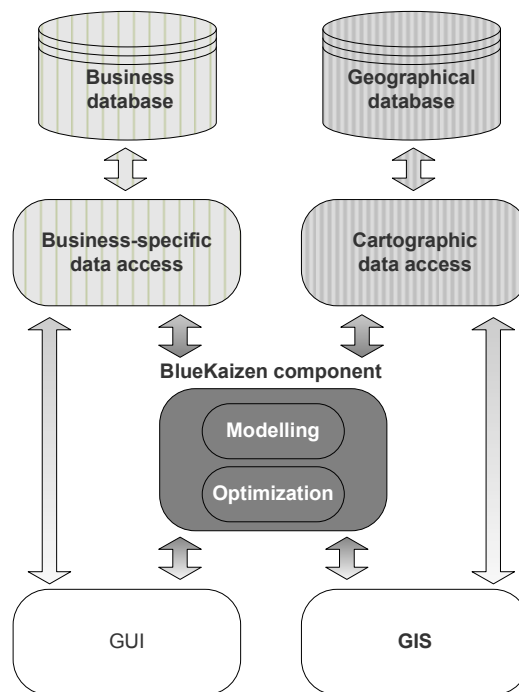 Business
database
Geographical
database
Business-specific
data access
Cartographic
data access
BlueKaizen component
Modelling
Optimization
GUI
GIS